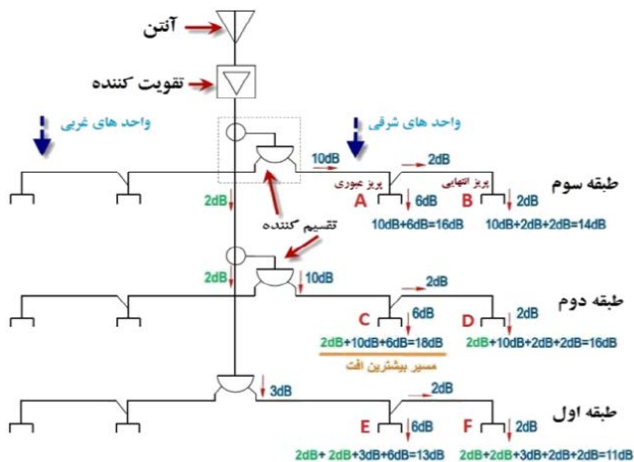 آنتن
تقویت کننده
واحد های غربی
واحد های شرقی
10dB
2dB
طبقه سوم
پریز عبوری
پریز انتهایی
A
6dB
B
2dB
2dB
10dB+6dB=16dB
10dB+2dB+2dB=14dB
تقسیم کننده
2dB
10dB
2dB
طبقه دوم
C
6dB
D
2dB
2dB+10dB+6dB=18dB
2dB+10dB+2dB+2dB=16dB
مسیر بیشترین افت
3dB
2dB
طبقه اول
E
6dB
F
2dB
2dB+ 2dB+3dB+6dB=13dB
2dB+2dB+3dB+2dB+2dB=11dB